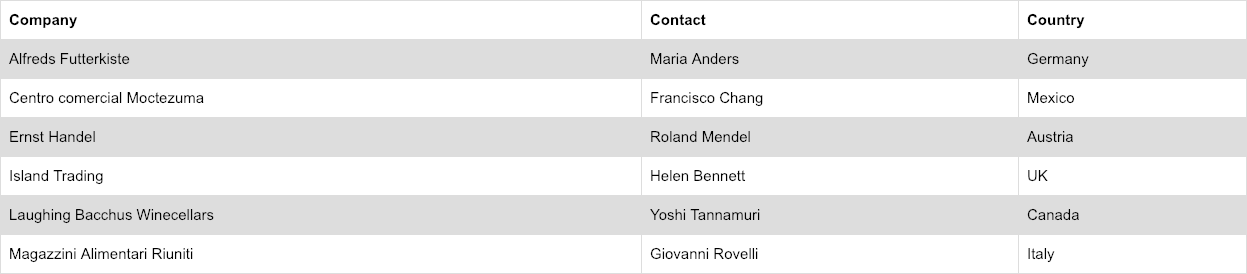 Company Contact Country
Alfreds Futterkiste Maria Anders Germany
Centro comercial Moctezuma Francisco Chang Mexico
Ernst Handel Roland Mendel Austria
Island Trading Helen Bennett UK
Laughing Bacchus Winecellars Yoshi Tannamuri Canada
Magazzini Alimentari Riuniti Giovanni Rovelli Italy